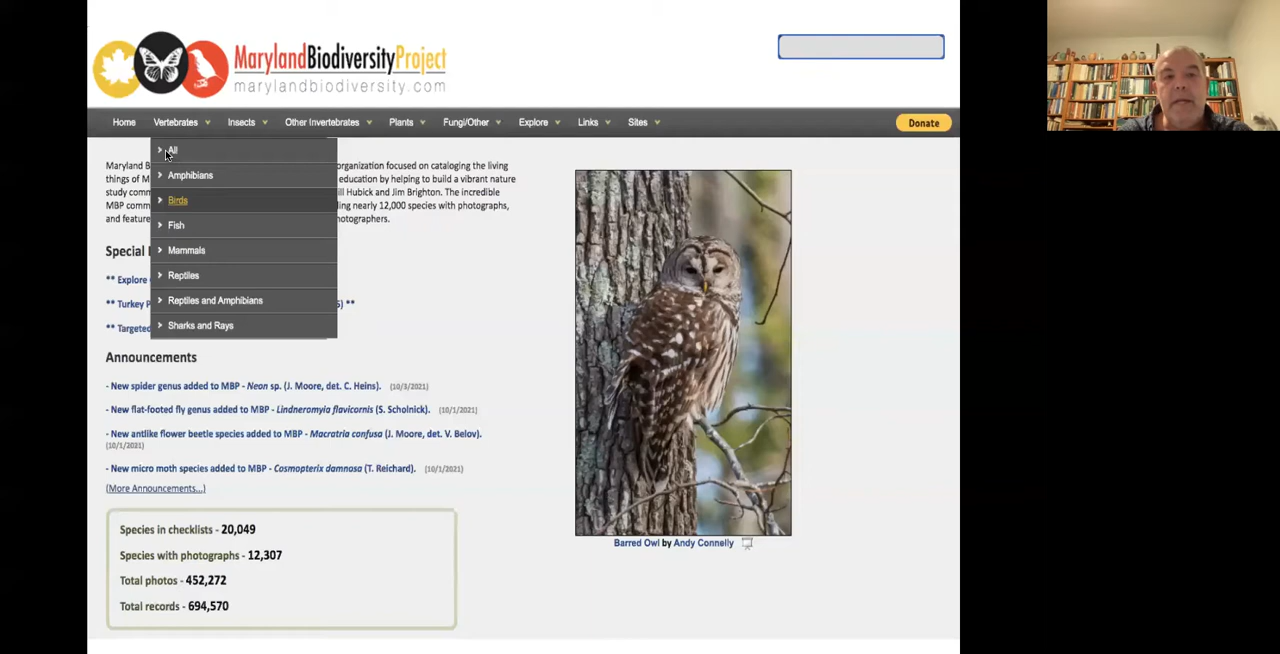 MarylandBiodiversityProject
marylandbiodiversity.com
Home Vertebrates Insects Other Invertebrates Plants Fungi/Other Explore Links Sites Donate
All
Amphibians
Birds
Fish
Mammals
Reptiles
Reptiles and Amphibians
Sharks and Rays
Maryland B organization focused on cataloging the living
things of M education by helping to build a vibrant nature
study comm ill Hubick and Jim Brighton. The incredible
MBP comm ling nearly 12,000 species with photographs,
and feature hotographers.
Special
** Explore
** Turkey P ) **
** Targeted
Announcements
- New spider genus added to MBP - Neon sp. (J. Moore, det. C. Heins). (10/3/2021)
- New flat-footed fly genus added to MBP - Lindneromyia flavicornis (S. Scholnick). (10/1/2021)
- New antlike flower beetle species added to MBP - Macratria confusa (J. Moore, det. V. Belov).
(10/1/2021)
- New micro moth species added to MBP - Cosmopterix damnosa (T. Reichard). (10/1/2021)
(More Announcements...)
Species in checklists - 20,049
Species with photographs - 12,307
Total photos - 452,272
Total records - 694,570
Barred Owl by Andy Connelly